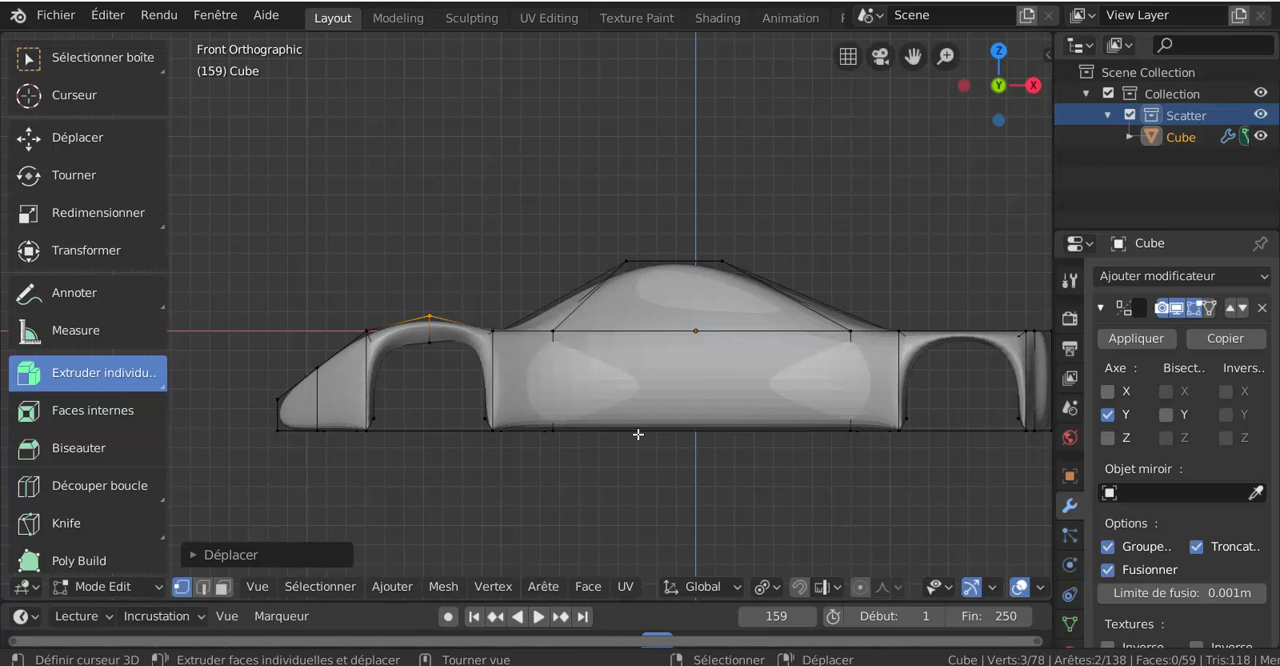 Fichier Éditer Rendu Fenêtre Aide Layout Modeling Sculpting UV Editing Texture Paint Shading Animation Scene View Layer
Sélectionner boîte
Curseur
Déplacer
Tourner
Redimensionner
Transformer
Annoter
Measure
Extruder individu..
Faces internes
Biseauter
Découper boucle
Knife
Poly Build
Front Orthographic
(159) Cube
Z
Y
X
Déplacer
Scene Collection
Collection
Scatter
Cube
Cube
Ajouter modificateur
Appliquer Copier
Axe : Bisect.. Invers..
X X X
Y Y Y
Z Z Z
Objet miroir :
Options :
Groupe.. Troncat..
Fusionner
Limite de fusio: 0.001m
Textures :
Mode Edit Vue Sélectionner Ajouter Mesh Vertex Arête Face UV Global
Lecture Incrustation Vue Marqueur 159 Début: 1 Fin: 250
Définir curseur 3D Extruder faces individuelles et déplacer Tourner vue Sélectionner Déplacer Cube | Verts:3/78 | Arêtes:2/138 | Faces:0/59 | Tris:118 |